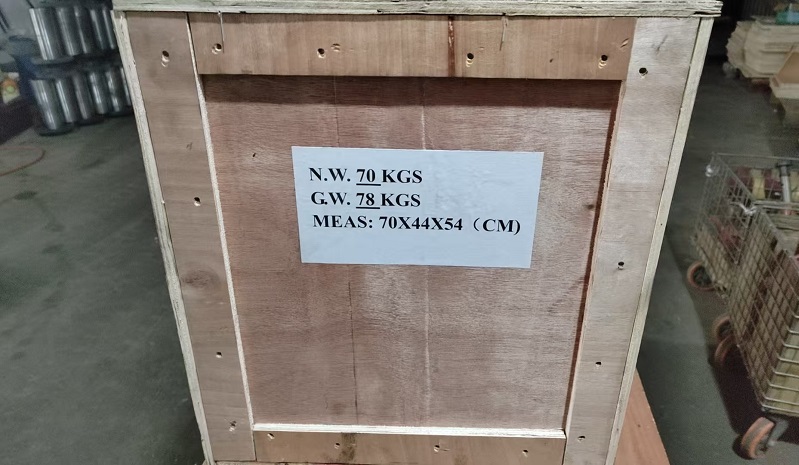 N.W. 70 KGS
G.W. 78 KGS
MEAS: 70X44X54（CM)